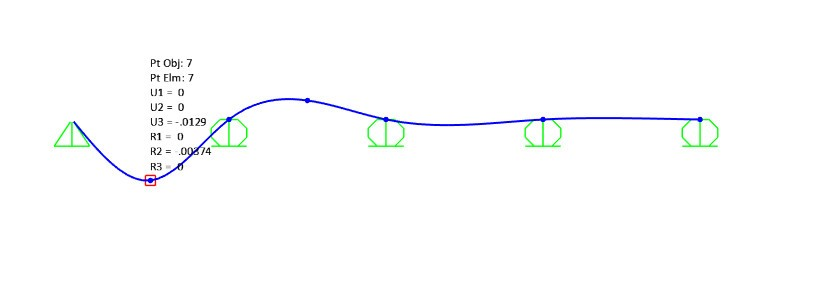 Pt Obj: 7
Pt Elm: 7
U1 = 0
U2 = 0
U3 = -.0129
R1 = 0
R2 = -.00374
R3 = 0